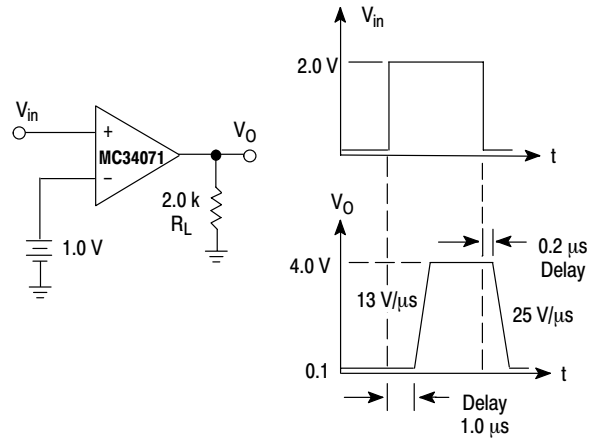 V_in
+
MC34071
−
V_O
2.0 k
R_L
1.0 V
V_in
2.0 V
t
V_O
4.0 V
0.2 μs
Delay
13 V/μs
25 V/μs
0.1
t
Delay
1.0 μs